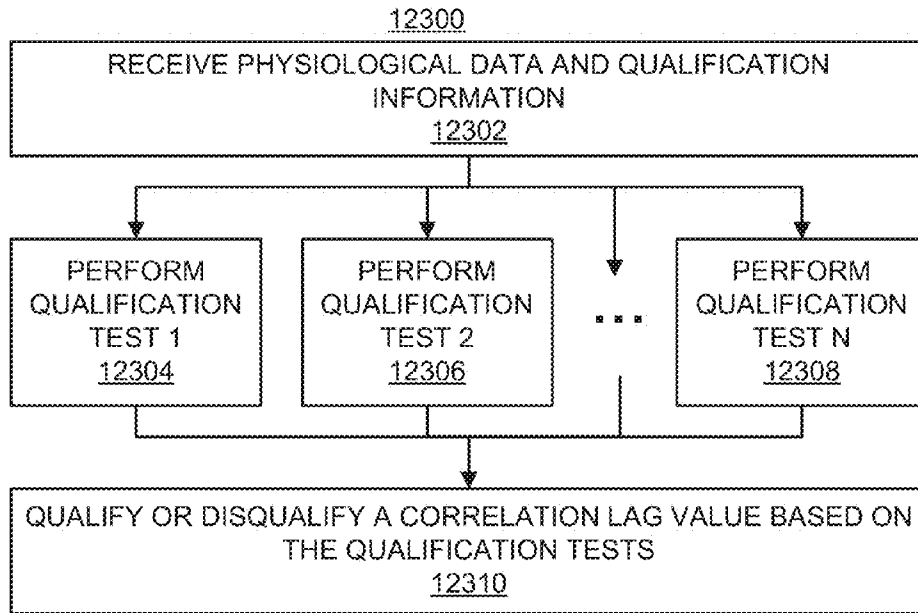 12300
RECEIVE PHYSIOLOGICAL DATA AND QUALIFICATION
INFORMATION
12302
PERFORM
QUALIFICATION
TEST 1
12304
PERFORM
QUALIFICATION
TEST 2
12306
...
PERFORM
QUALIFICATION
TEST N
12308
QUALIFY OR DISQUALIFY A CORRELATION LAG VALUE BASED ON
THE QUALIFICATION TESTS
12310